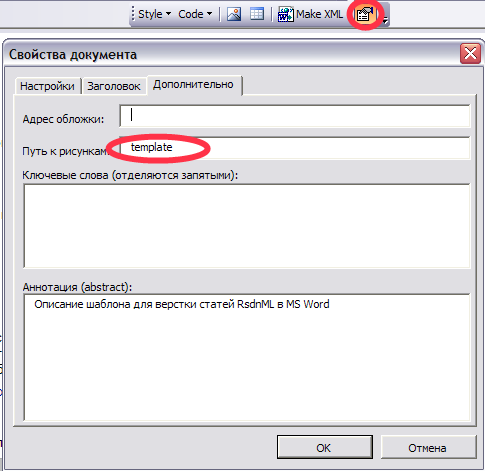 Style Code Make XML
Свойства документа
Настройки Заголовок Дополнительно
Адрес обложки:
Путь к рисункам: template
Ключевые слова (отделяются запятыми):
Аннотация (abstract):
Описание шаблона для верстки статей RsdnML в MS Word
OK Отмена